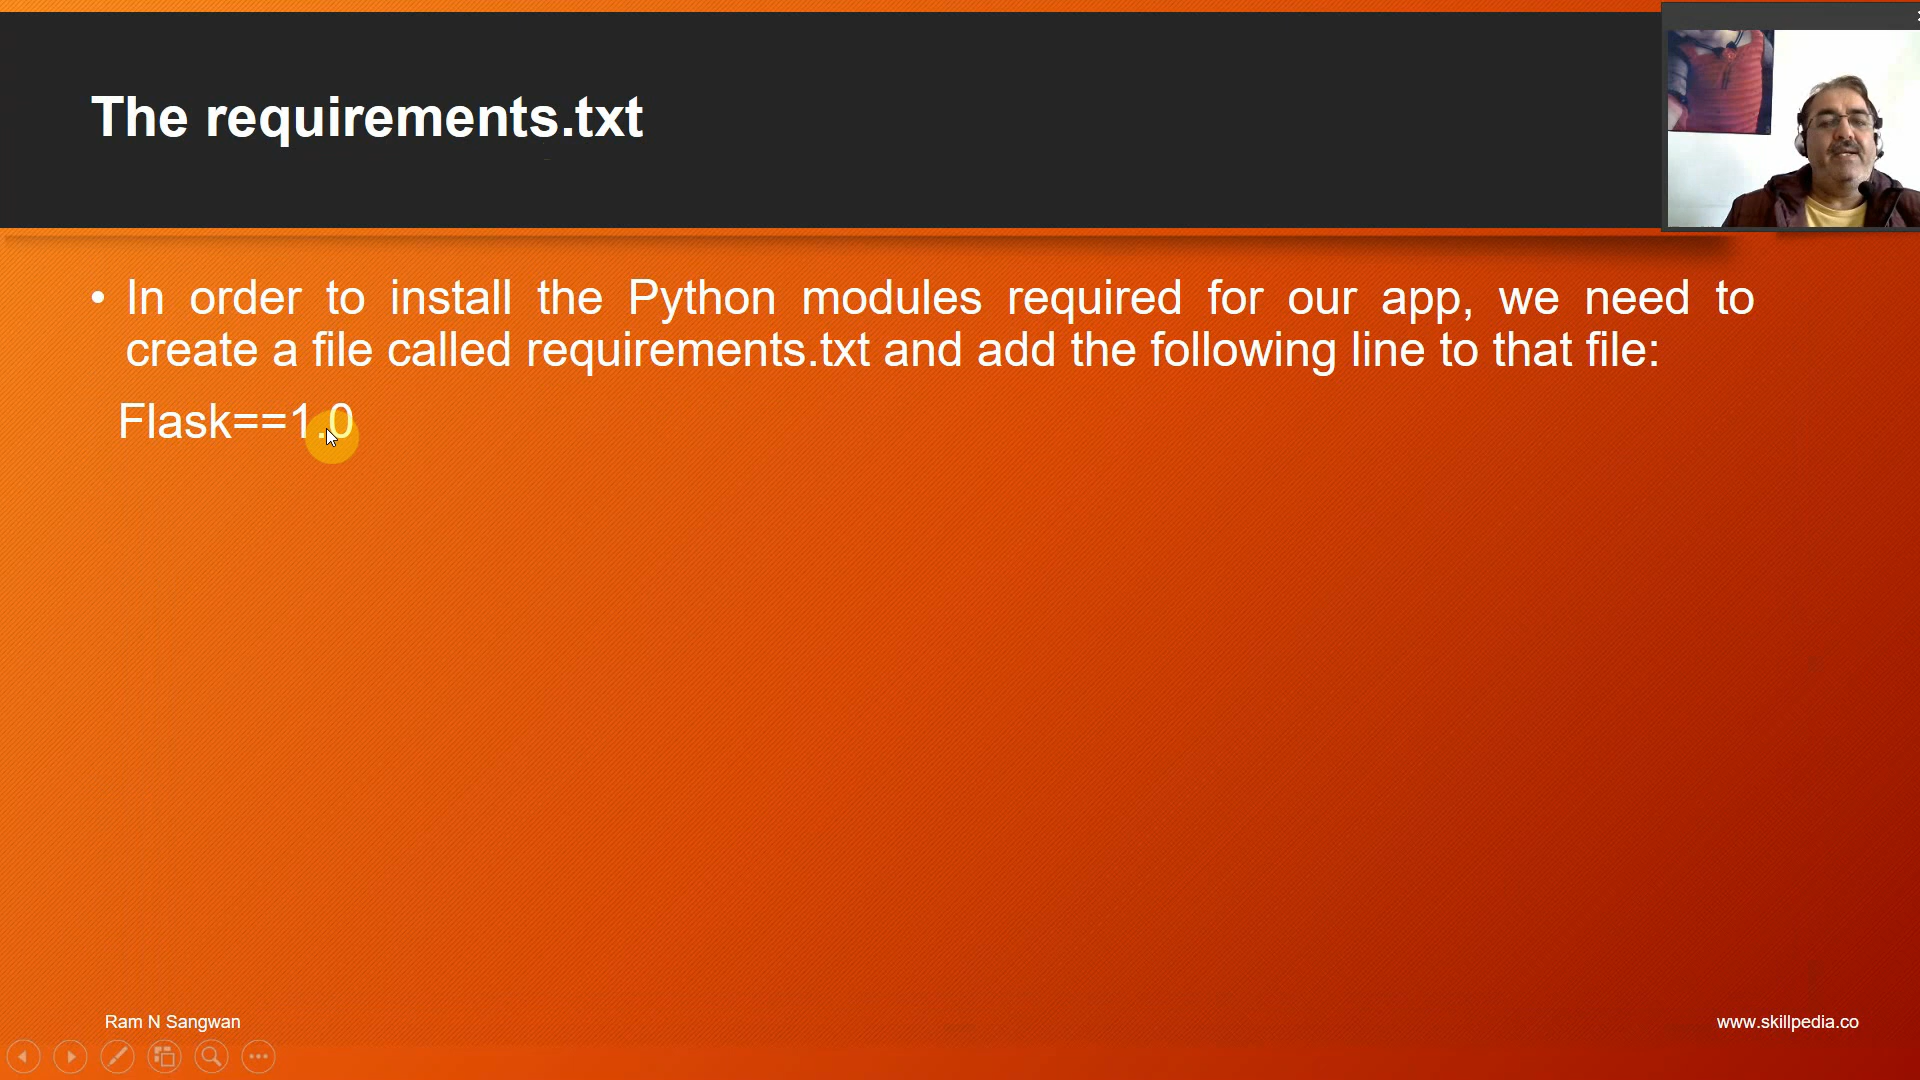 The requirements.txt
• In order to install the Python modules required for our app, we need to
create a file called requirements.txt and add the following line to that file:
Flask==1.0
Ram N Sangwan
www.skillpedia.co